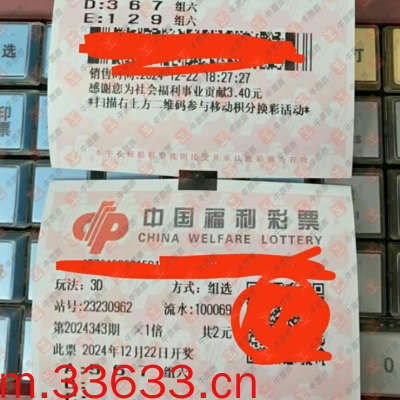 D:3 6 7 组六
E:1 2 9 组六
销售时间:2024-12-22 18:27:27
感谢您为社会福利事业贡献3.40元
*扫描右上方二维码参与移动积分换彩活动*
中国福利彩票
CHINA WELFARE LOTTERY
玩法: 3D 方式: 组选
站号:23230962 流水:100069
第2024343期 1倍 共2元
此票 2024年12月22日开奖
m.33633.cn
选
印
票
打
0